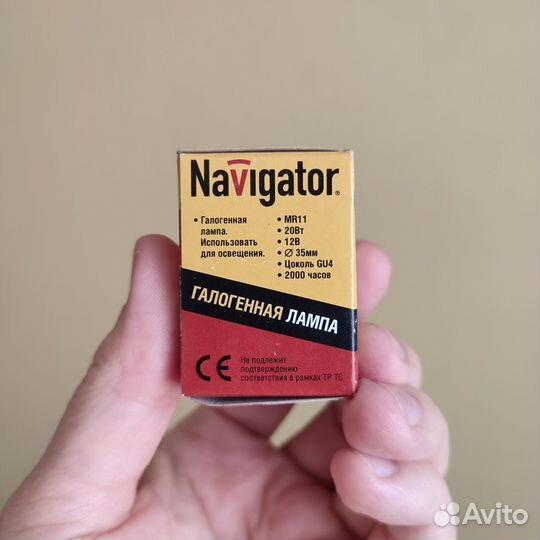 Navigator®
• Галогенная
лампа.
Использовать
для освещения.
• MR11
• 20Вт
• 12В
• Ø 35мм
• Цоколь GU4
• 2000 часов
ГАЛОГЕННАЯ ЛАМПА
CE
Не подлежит
подтверждению
соответствия в рамках ТР ТС
Avito